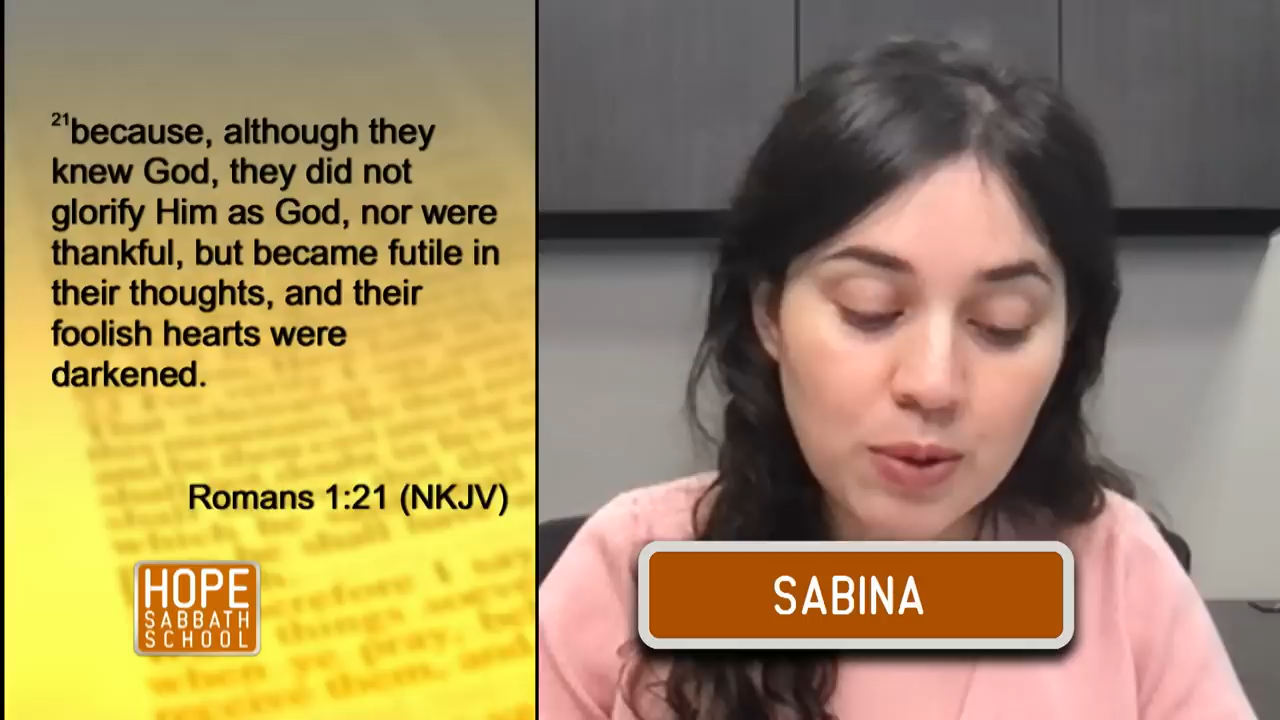 21because, although they
knew God, they did not
glorify Him as God, nor were
thankful, but became futile in
their thoughts, and their
foolish hearts were
darkened.
Romans 1:21 (NKJV)
HOPE
SABBATH
SCHOOL
SABINA